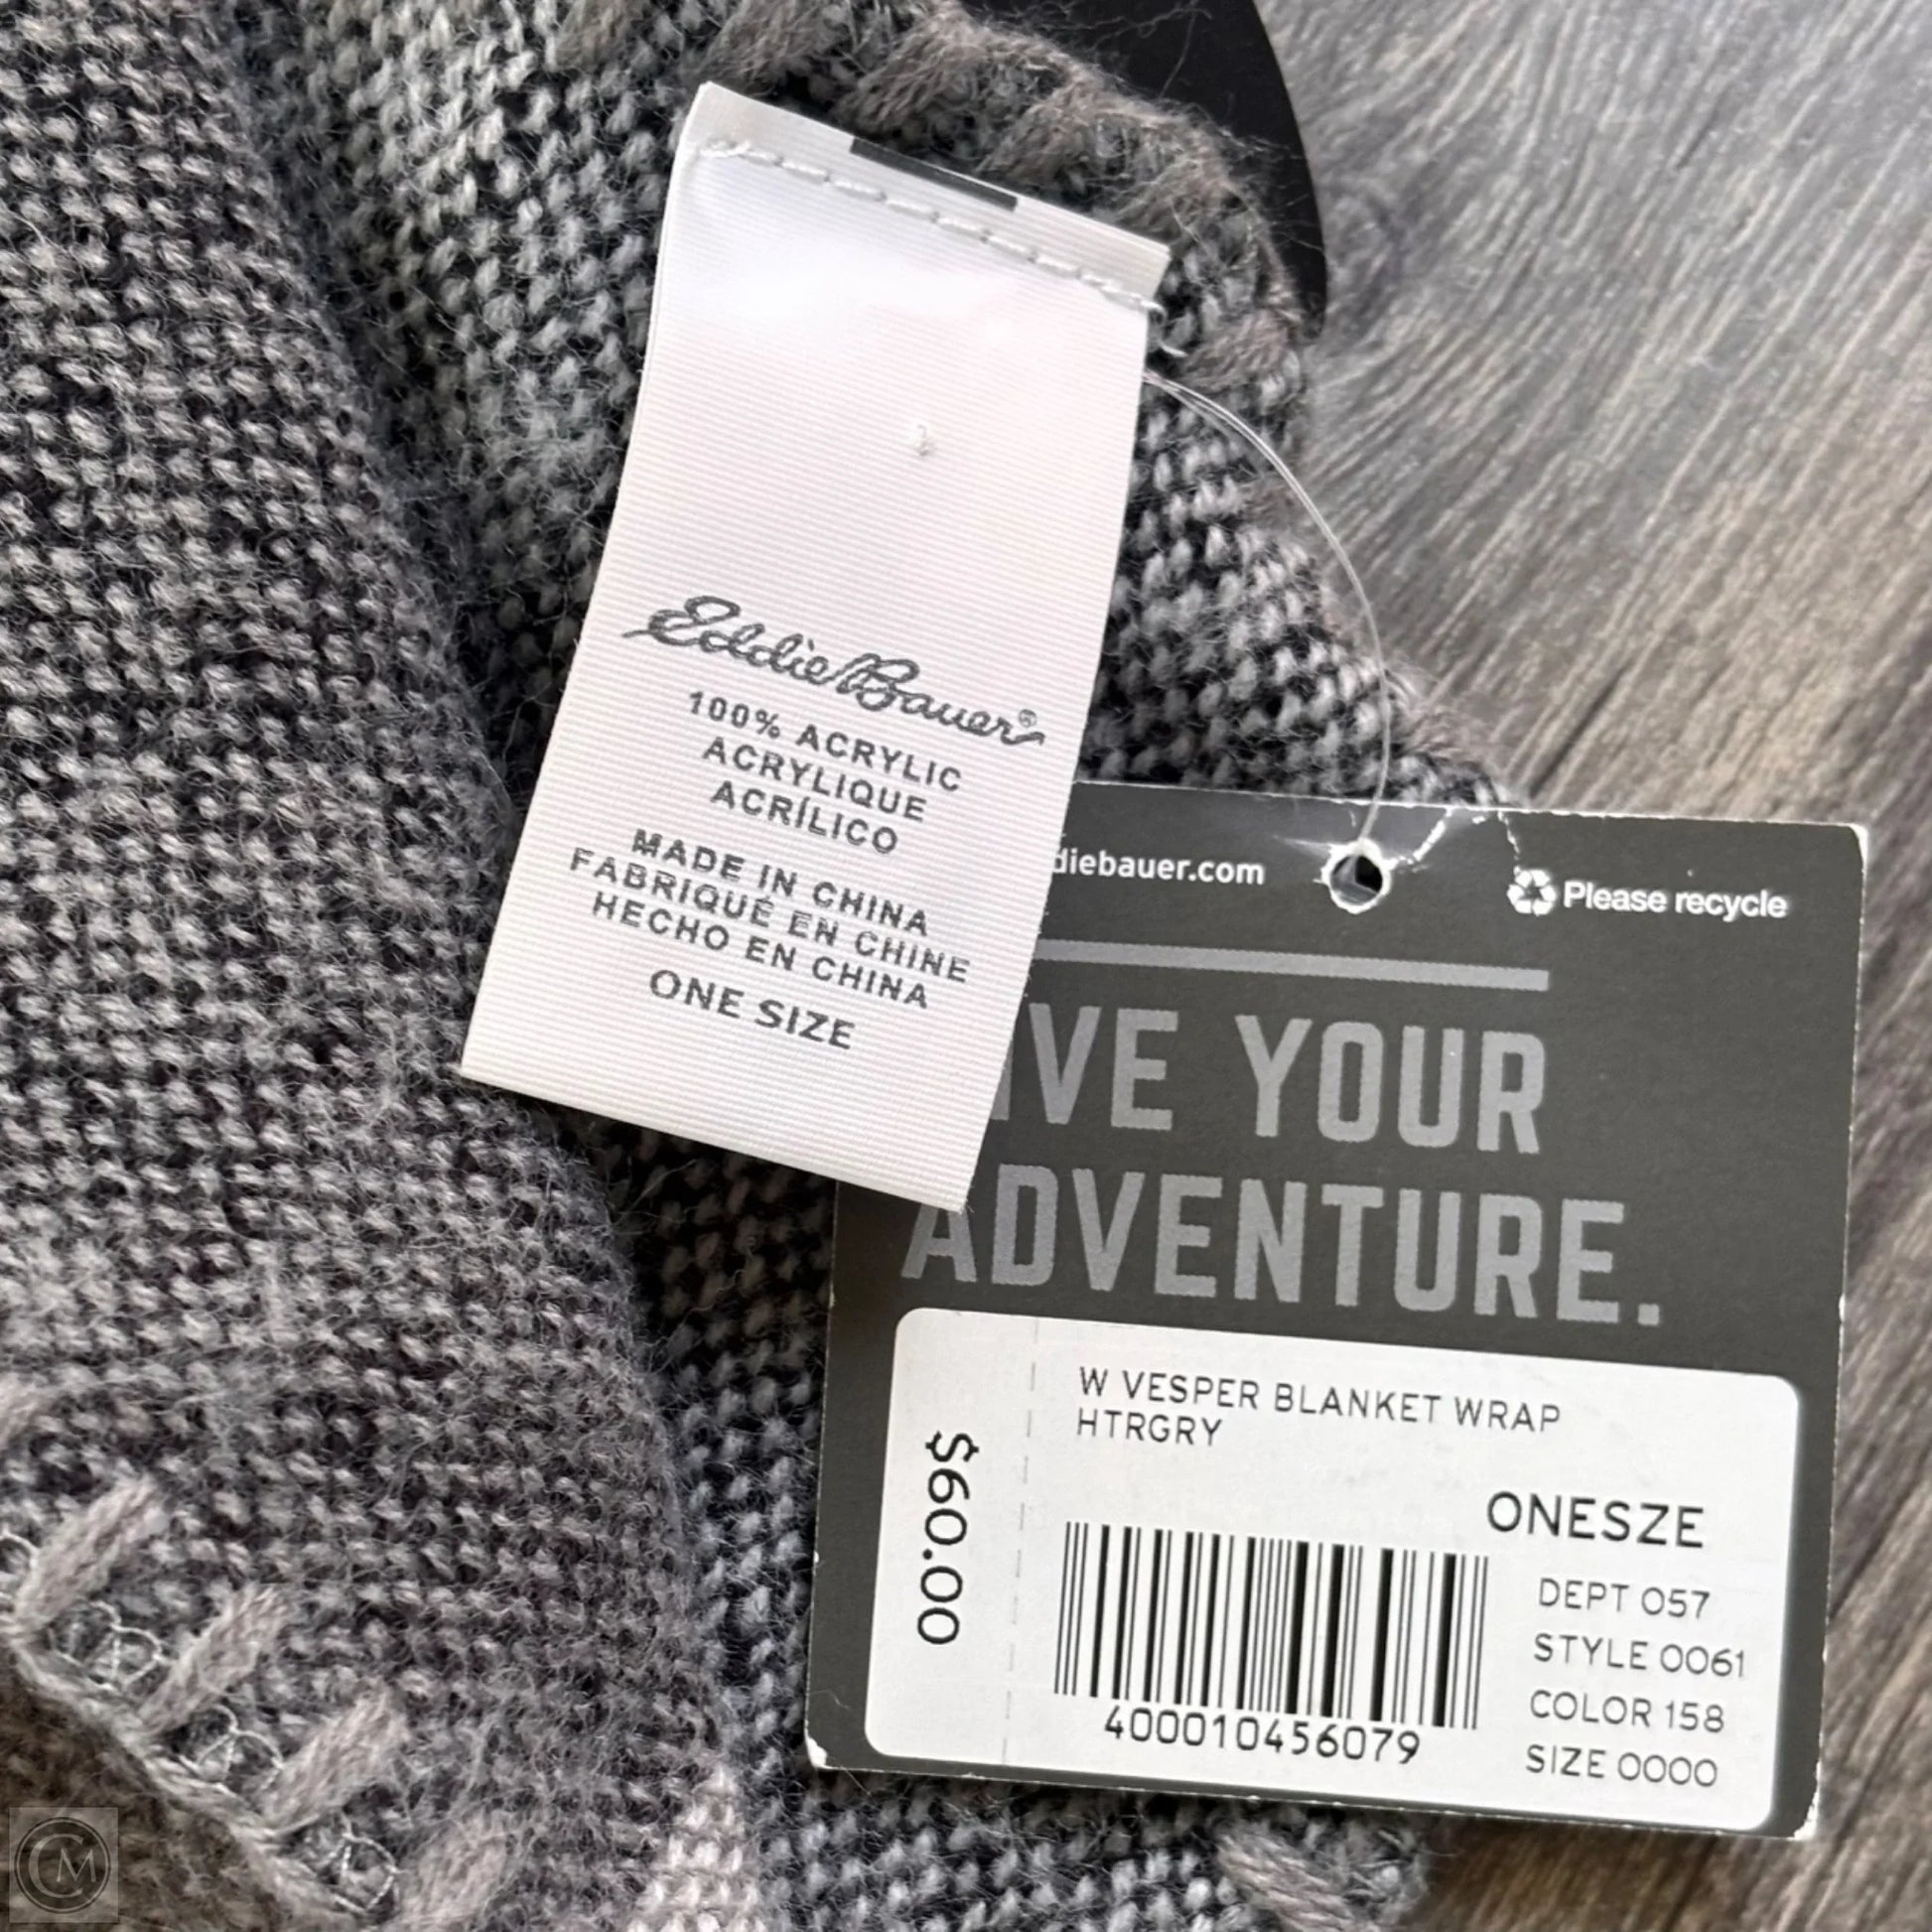 Eddie Bauer®
100% ACRYLIC
ACRYLIQUE
ACRÍLICO
MADE IN CHINA
FABRIQUÉ EN CHINE
HECHO EN CHINA
ONE SIZE
diebauer.com
Please recycle
IVE YOUR
ADVENTURE.
W VESPER BLANKET WRAP
HTRGRY
$60.00
ONESZE
DEPT 057
STYLE 0061
COLOR 158
SIZE 0000
400010456079
CM